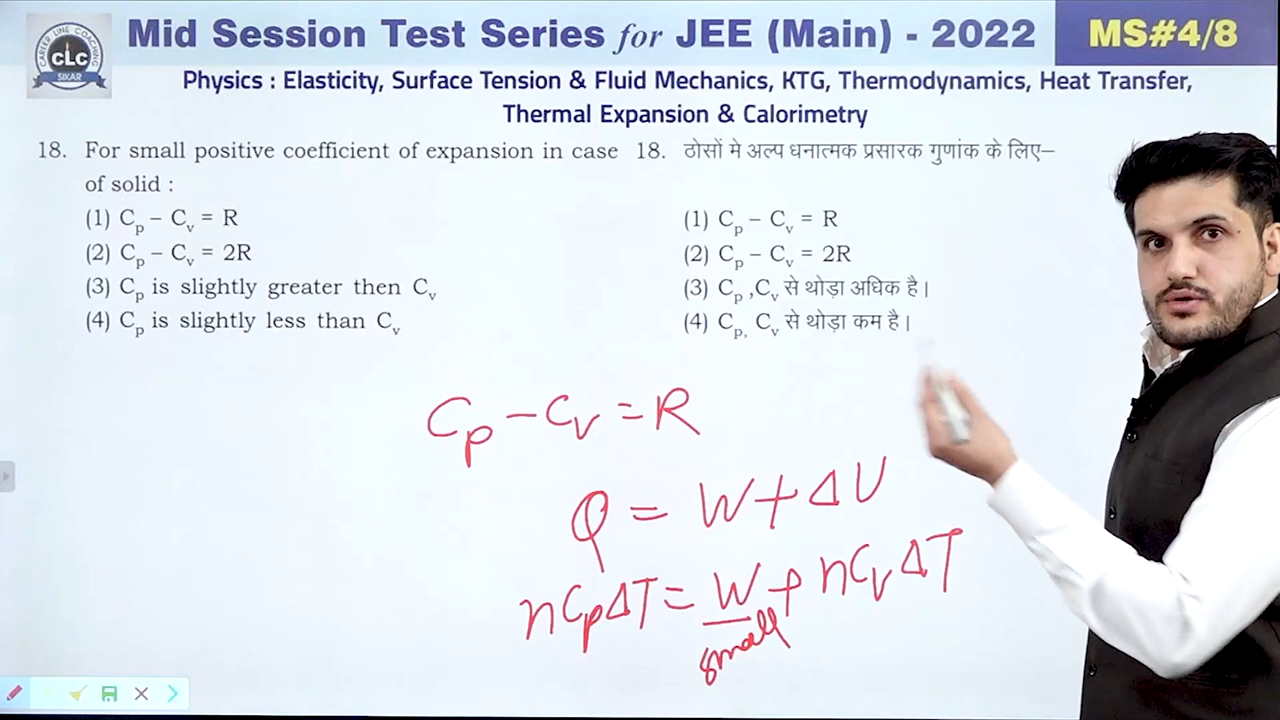 CAREER LINE COACHING
CLC
SIKAR
Mid Session Test Series for JEE (Main) - 2022
MS#4/8
Physics : Elasticity, Surface Tension & Fluid Mechanics, KTG, Thermodynamics, Heat Transfer,
Thermal Expansion & Calorimetry
18. For small positive coefficient of expansion in case
of solid :
(1) Cp – Cv = R
(2) Cp – Cv = 2R
(3) Cp is slightly greater then Cv
(4) Cp is slightly less than Cv
18. ठोसों मे अल्प धनात्मक प्रसारक गुणांक के लिए–
(1) Cp – Cv = R
(2) Cp – Cv = 2R
(3) Cp ,Cv से थोड़ा अधिक है।
(4) Cp, Cv से थोड़ा कम है।
Cp – Cv = R
Q = W + ΔU
nCpΔT = W + nCvΔT
small